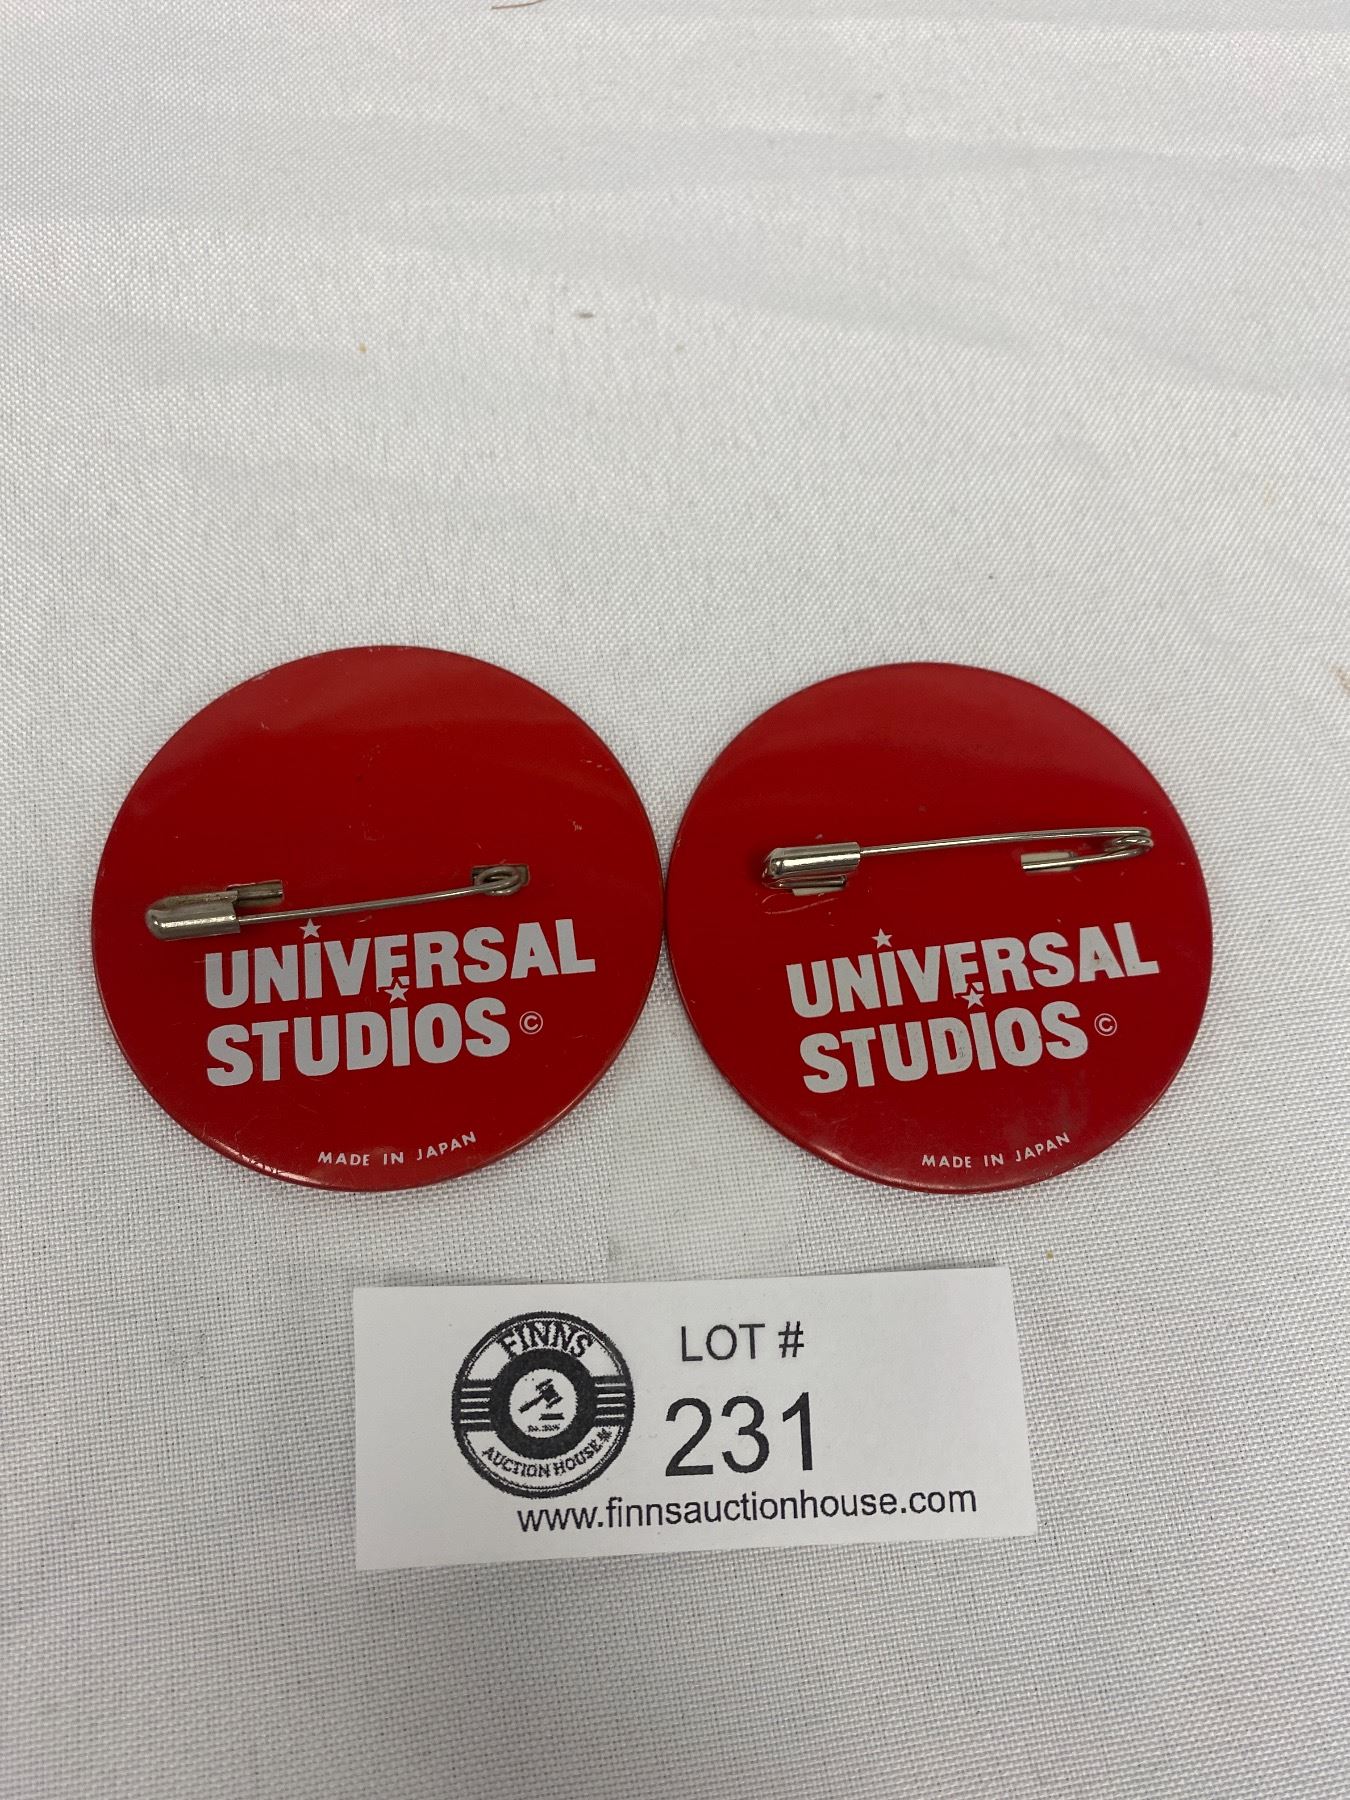 UNIVERSAL
STUDIOS ©
MADE IN JAPAN
UNIVERSAL
STUDIOS ©
MADE IN JAPAN
FINNS
AUCTION HOUSE
LOT #
231
www.finnsauctionhouse.com